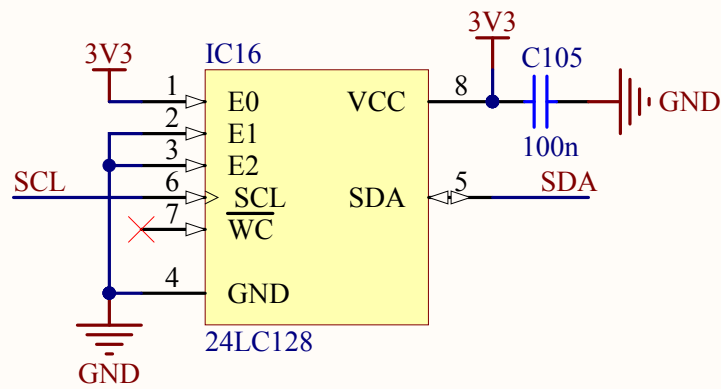 3V3
IC16
3V3
C105
1
E0
VCC
8
GND
2
E1
100n
3
E2
SCL
6
SCL
SDA
5
SDA
7
WC
4
GND
24LC128
GND